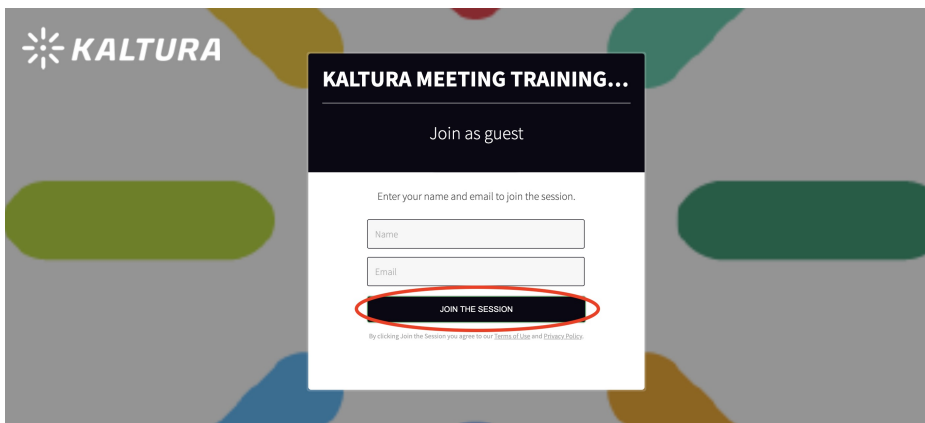 KALTURA
KALTURA MEETING TRAINING...
Join as guest
Enter your name and email to join the session.
Name
Email
JOIN THE SESSION
By clicking Join the Session you agree to our Terms of Use and Privacy Policy.